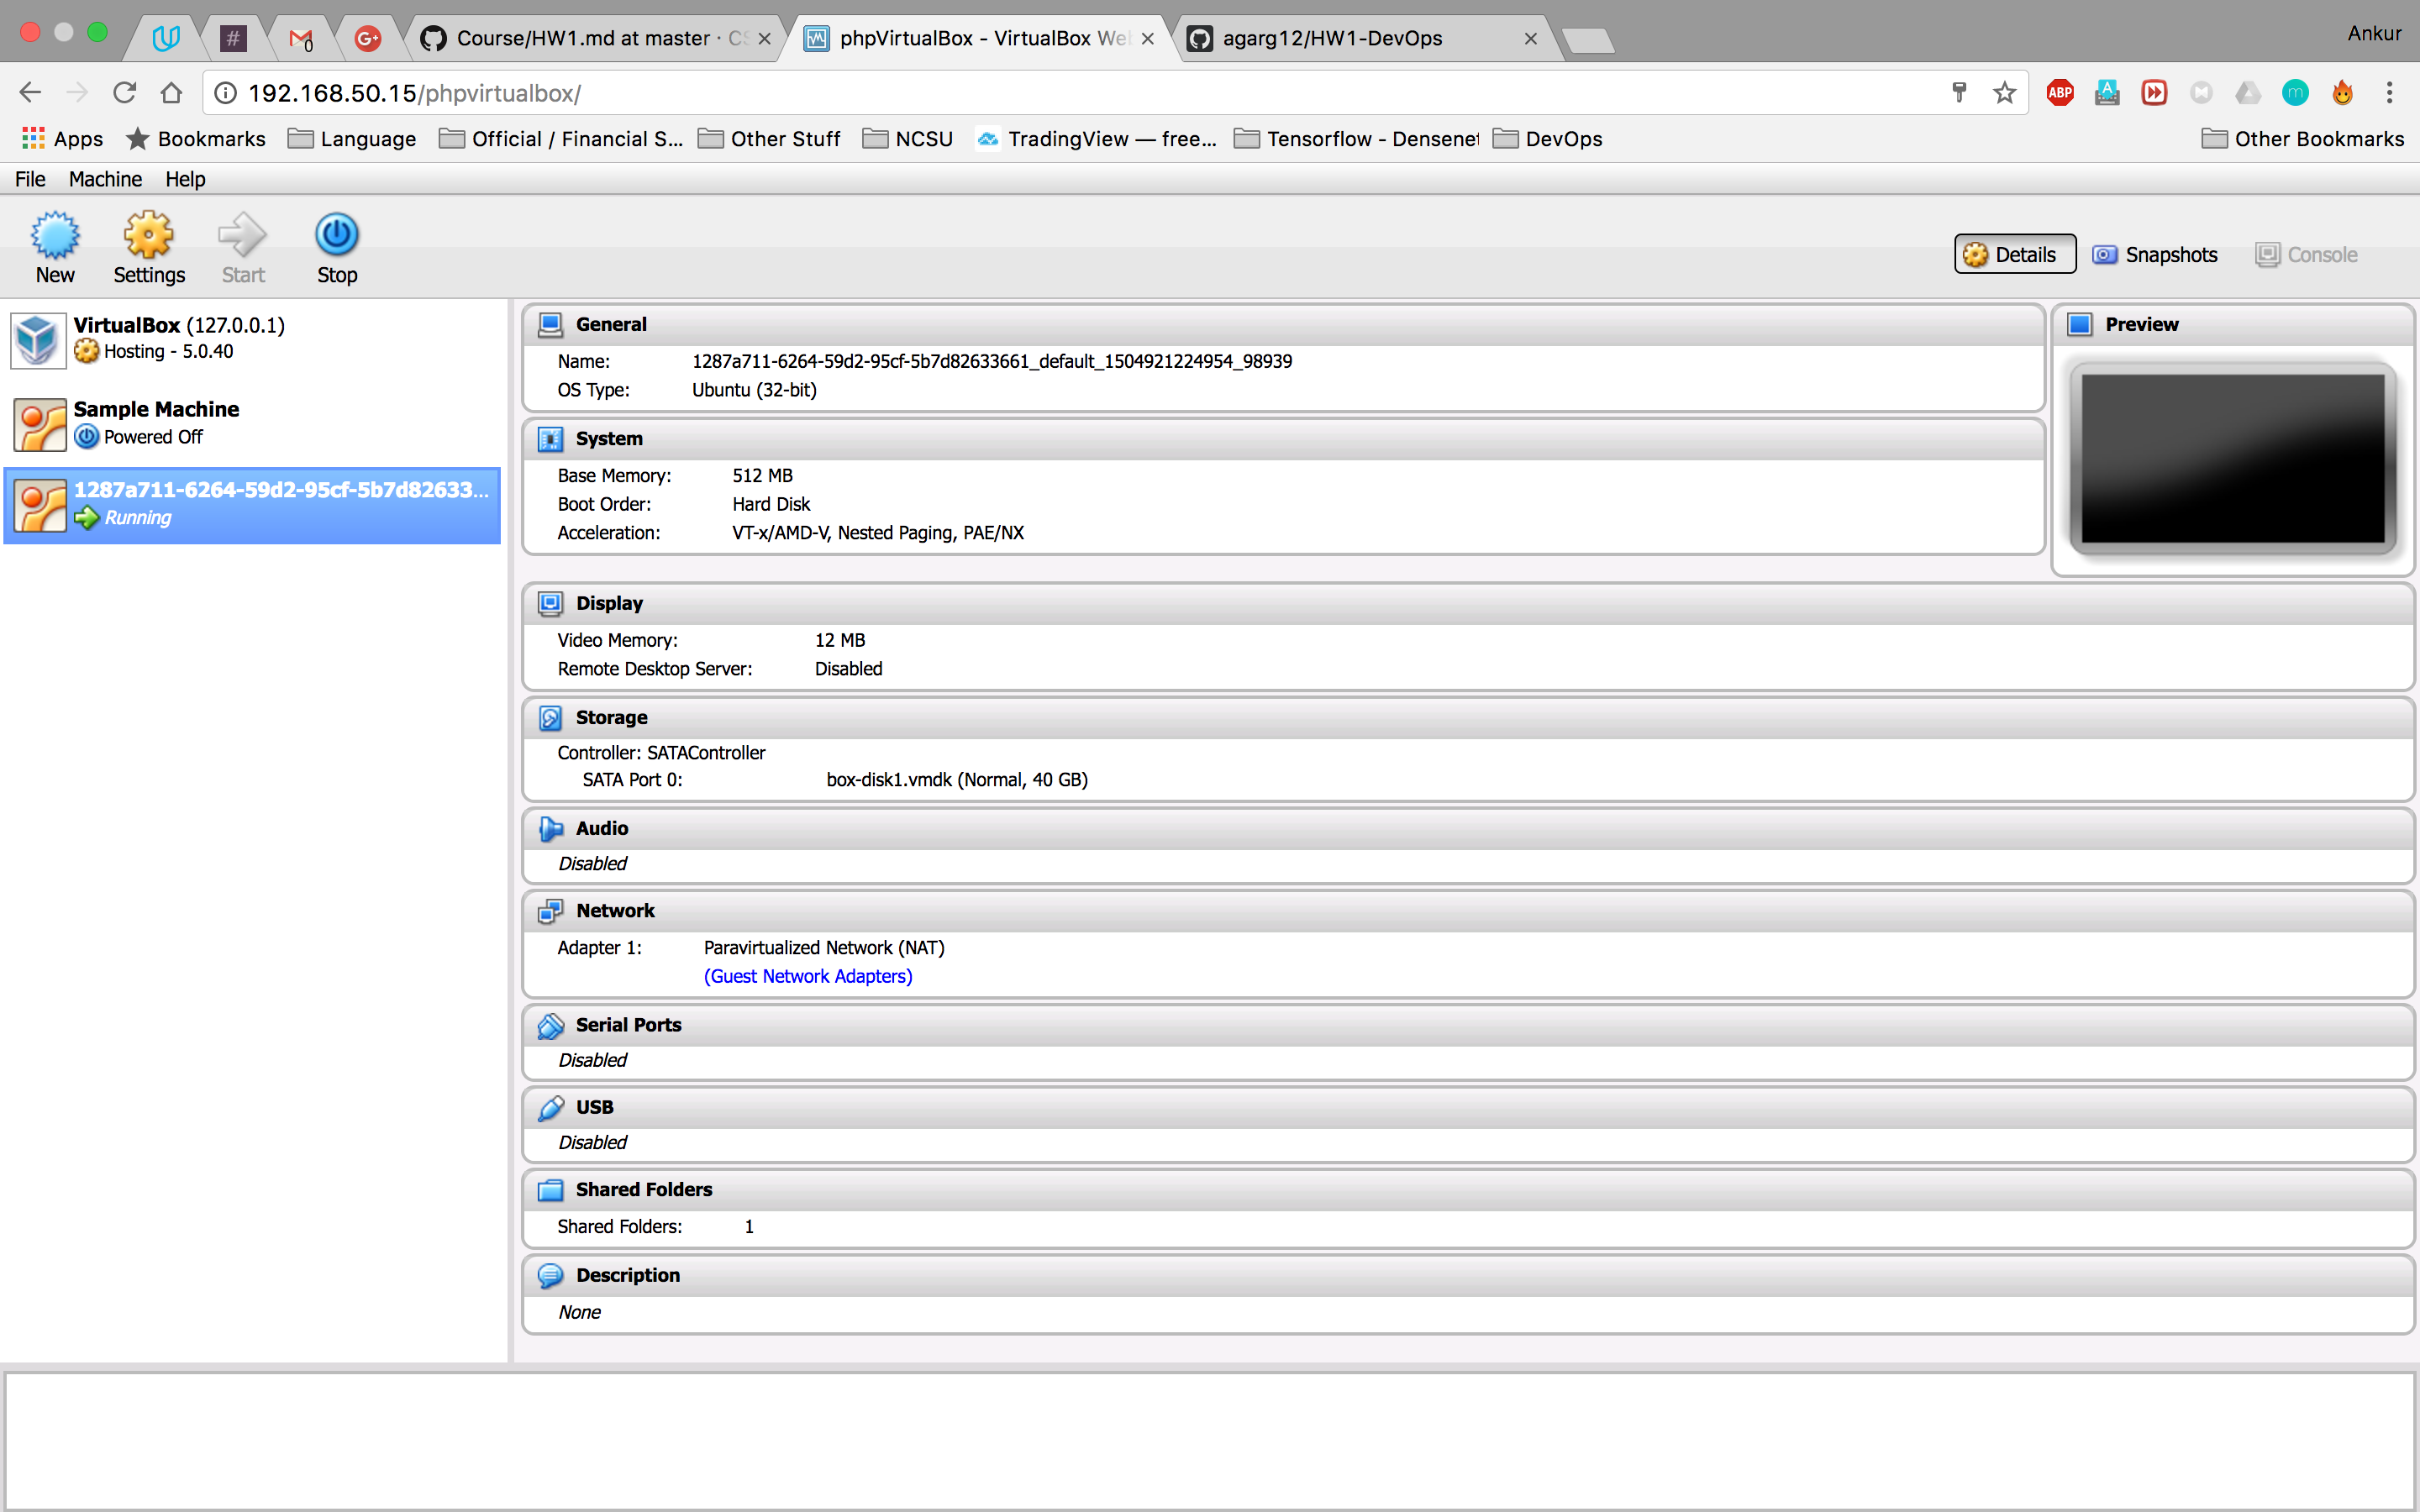 Course/HW1.md at master · CS
phpVirtualBox - VirtualBox We
agarg12/HW1-DevOps
Ankur
192.168.50.15/phpvirtualbox/
ABP
Apps
Bookmarks
Language
Official / Financial S...
Other Stuff
NCSU
TradingView — free...
Tensorflow - Densenet
DevOps
Other Bookmarks
File Machine Help
New
Settings
Start
Stop
Details
Snapshots
Console
VirtualBox (127.0.0.1)
Hosting - 5.0.40
Sample Machine
Powered Off
1287a711-6264-59d2-95cf-5b7d82633...
Running
General
Name: 1287a711-6264-59d2-95cf-5b7d82633661_default_1504921224954_98939
OS Type: Ubuntu (32-bit)
Preview
System
Base Memory: 512 MB
Boot Order: Hard Disk
Acceleration: VT-x/AMD-V, Nested Paging, PAE/NX
Display
Video Memory: 12 MB
Remote Desktop Server: Disabled
Storage
Controller: SATAController
SATA Port 0: box-disk1.vmdk (Normal, 40 GB)
Audio
Disabled
Network
Adapter 1: Paravirtualized Network (NAT)
(Guest Network Adapters)
Serial Ports
Disabled
USB
Disabled
Shared Folders
Shared Folders: 1
Description
None